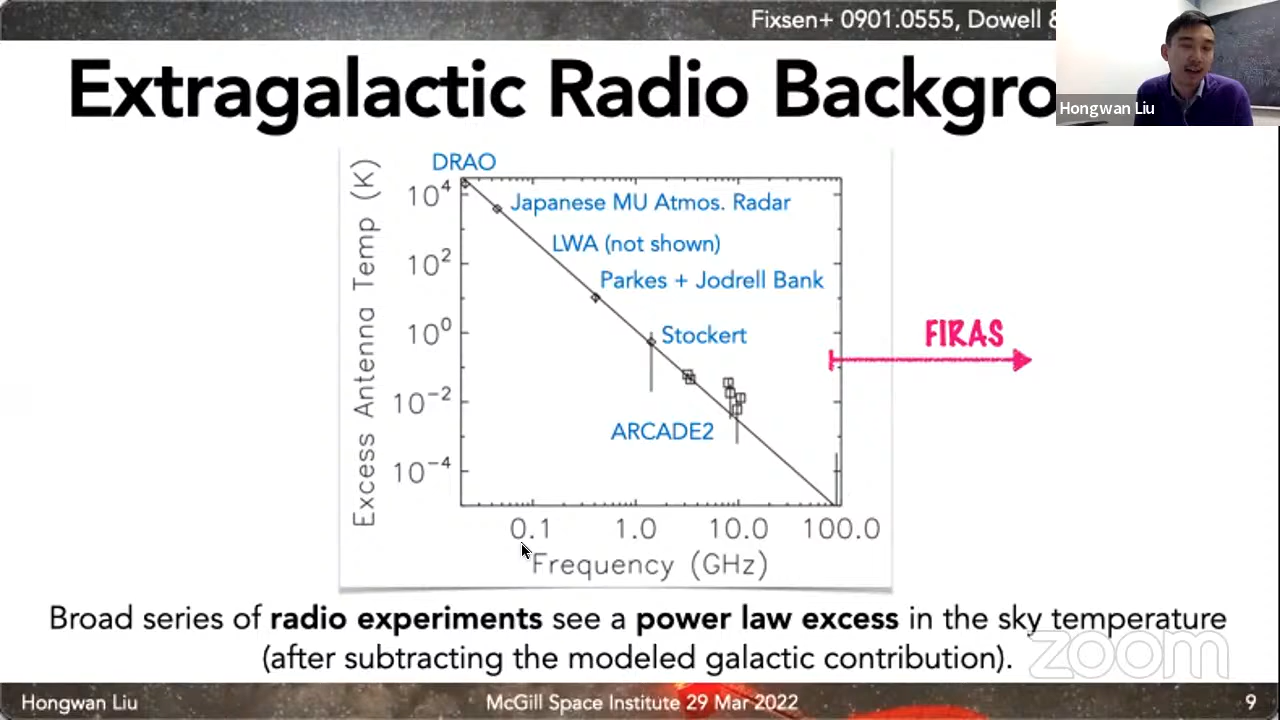 Fixsen+ 0901.0555, Dowell &
Extragalactic Radio Backgro
Hongwan Liu
DRAO
Japanese MU Atmos. Radar
LWA (not shown)
Parkes + Jodrell Bank
Stockert
ARCADE2
FIRAS
Excess Antenna Temp (K)
10⁴
10²
10⁰
10⁻²
10⁻⁴
0.1 1.0 10.0 100.0
Frequency (GHz)
Broad series of radio experiments see a power law excess in the sky temperature
(after subtracting the modeled galactic contribution).
zoom
Hongwan Liu McGill Space Institute 29 Mar 2022 9